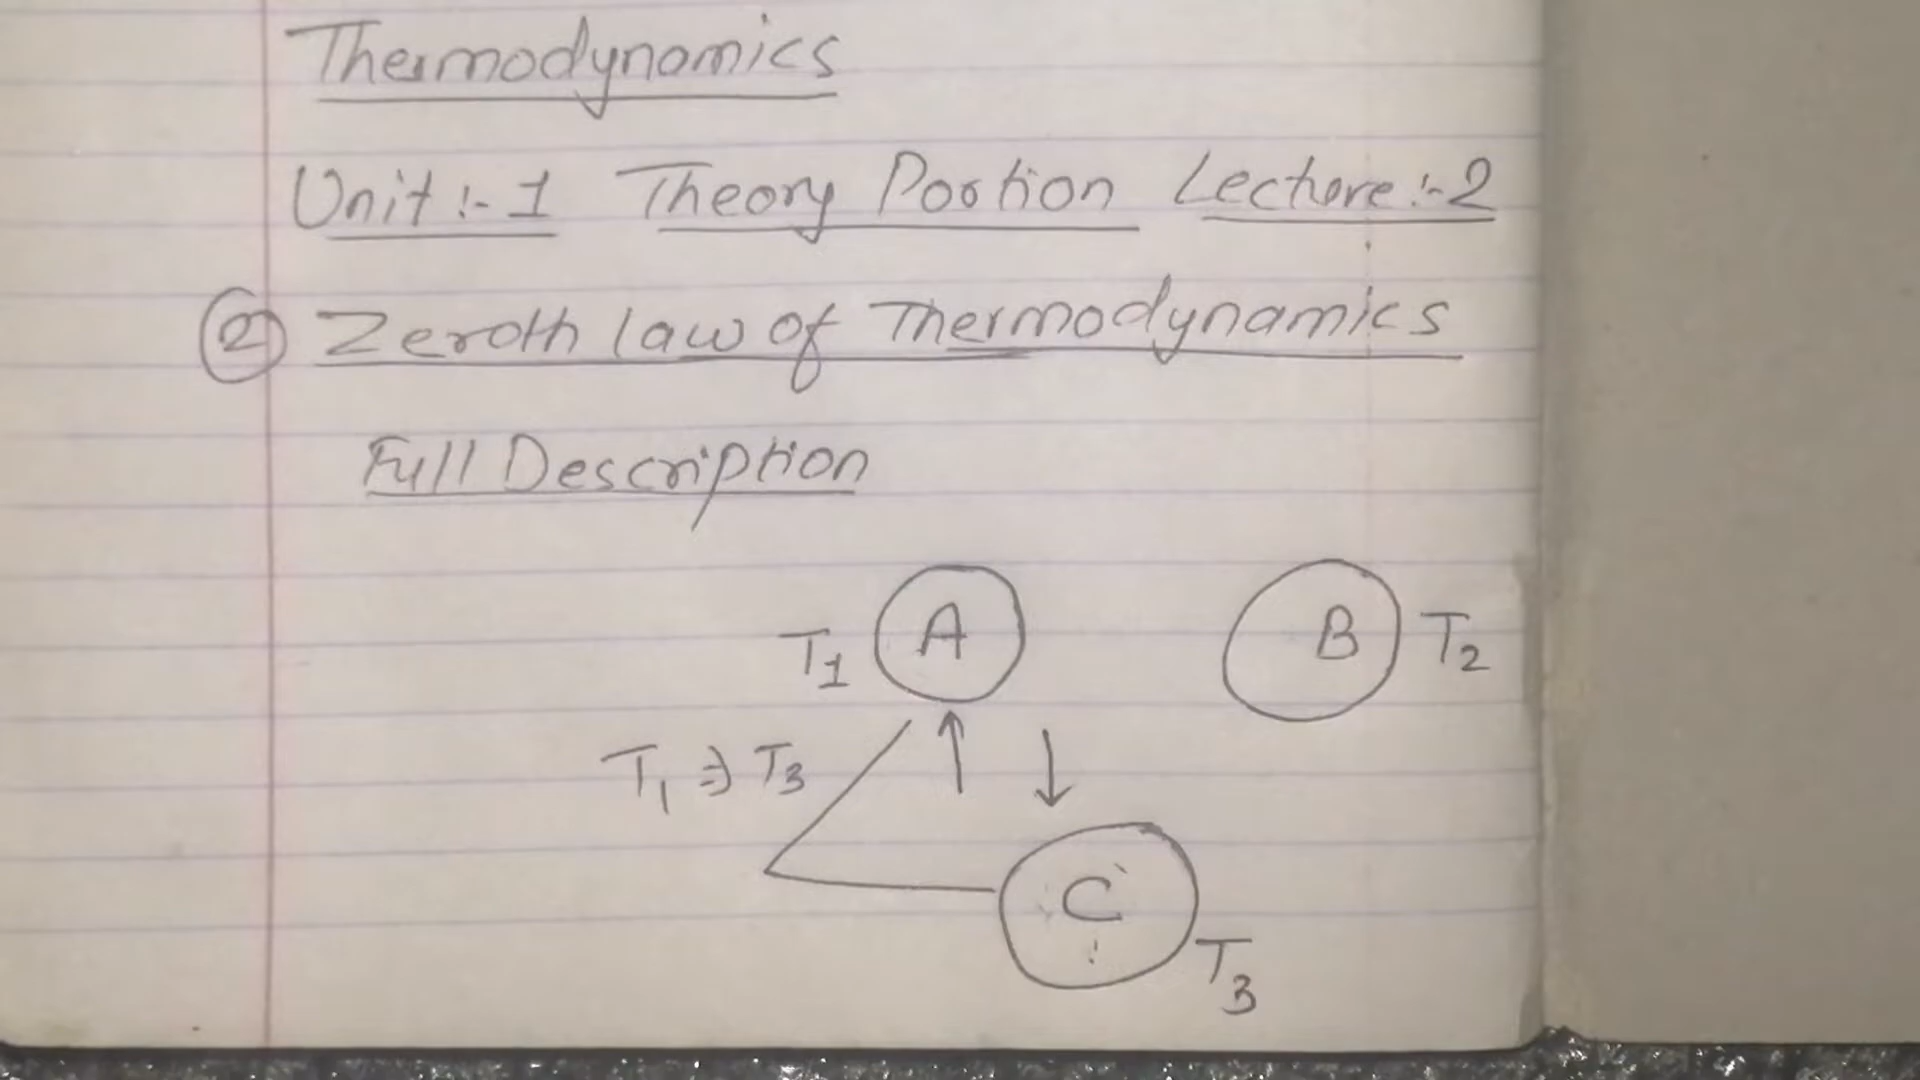 Thermodynamics
Unit :- 1 Theory Portion Lecture :- 2
② Zeroth law of Thermodynamics
Full Description
T1 A B T2
T1 ⇒ T3
C
T3